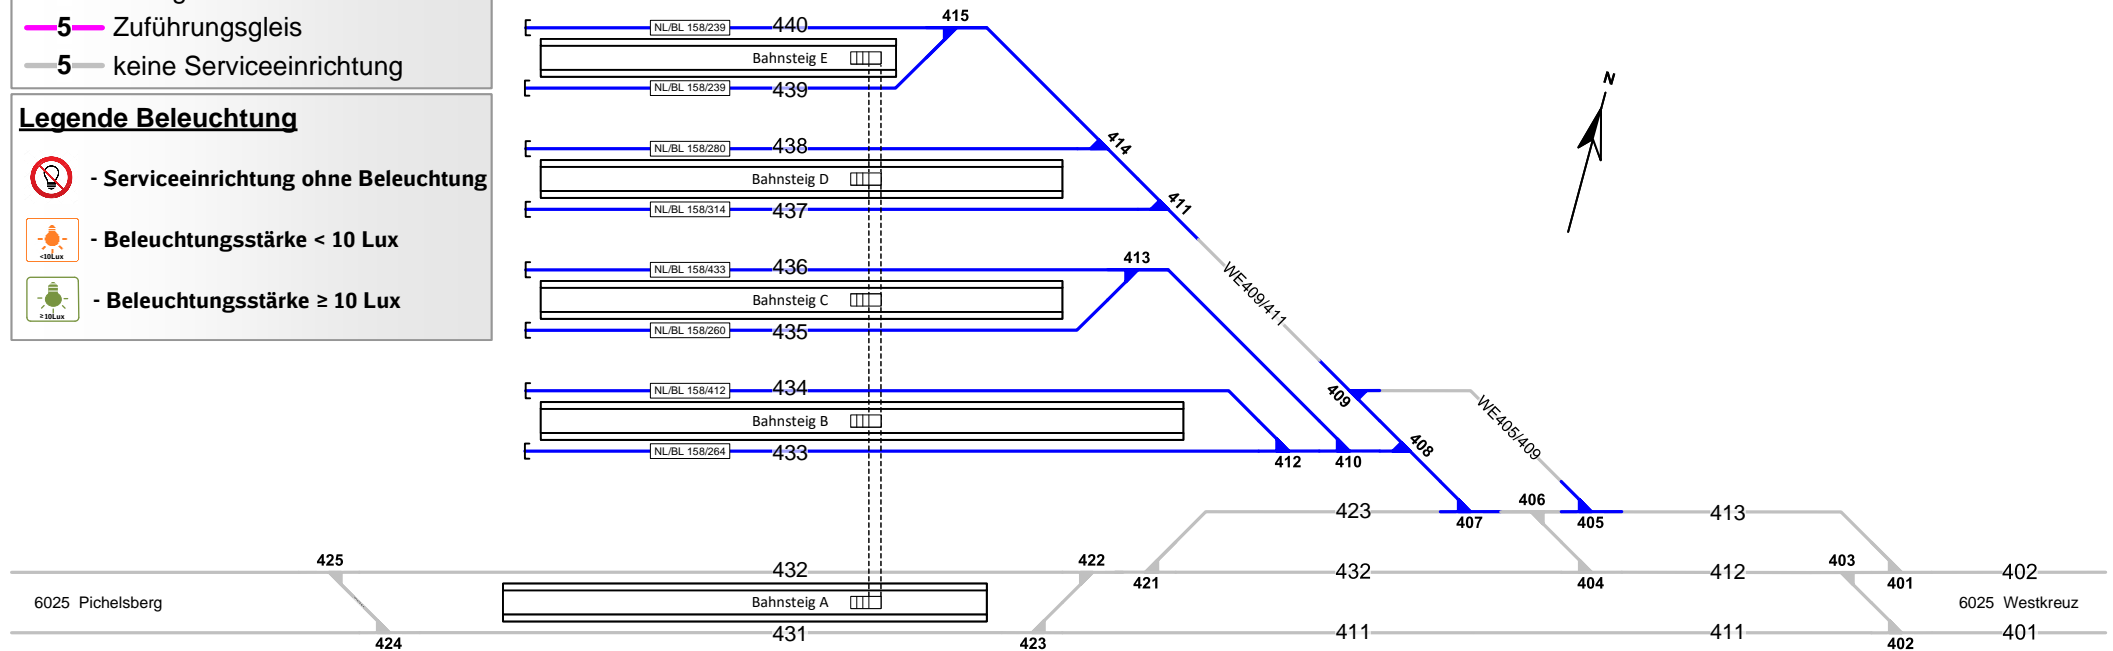 5 Zuführungsgleis
5 keine Serviceeinrichtung
Legende Beleuchtung
- Serviceeinrichtung ohne Beleuchtung
<10Lux
- Beleuchtungsstärke < 10 Lux
≥10Lux
- Beleuchtungsstärke ≥ 10 Lux
NL/BL 158/239 440 415
Bahnsteig E
NL/BL 158/239 439
N
NL/BL 158/280 438 414
Bahnsteig D
NL/BL 158/314 437 411
NL/BL 158/433 436 413
WE409/411
Bahnsteig C
NL/BL 158/260 435
NL/BL 158/412 434 409
WE405/409
Bahnsteig B
NL/BL 158/264 433 412 410 408
423 407 406 405 413
425 432 422 421 432 404 412 403 401 402
6025 Pichelsberg Bahnsteig A 6025 Westkreuz
424 431 423 411 411 402 401